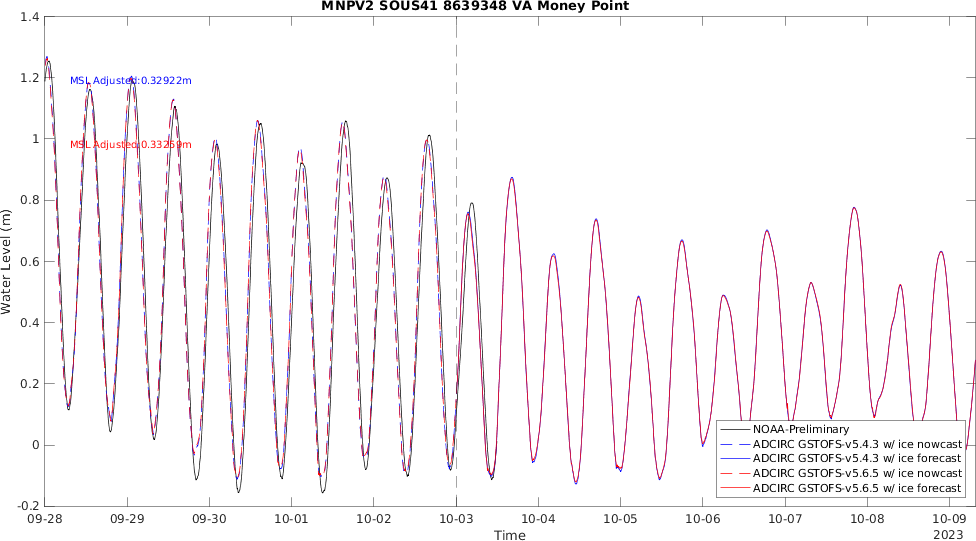 MNPV2 SOUS41 8639348 VA Money Point
1.4
1.2
1
0.8
0.6
0.4
0.2
0
-0.2
Water Level (m)
MSL Adjusted:0.32922m
MSL Adjusted:0.33259m
NOAA-Preliminary
ADCIRC GSTOFS-v5.4.3 w/ ice nowcast
ADCIRC GSTOFS-v5.4.3 w/ ice forecast
ADCIRC GSTOFS-v5.6.5 w/ ice nowcast
ADCIRC GSTOFS-v5.6.5 w/ ice forecast
09-28 09-29 09-30 10-01 10-02 10-03 10-04 10-05 10-06 10-07 10-08 10-09
2023
Time